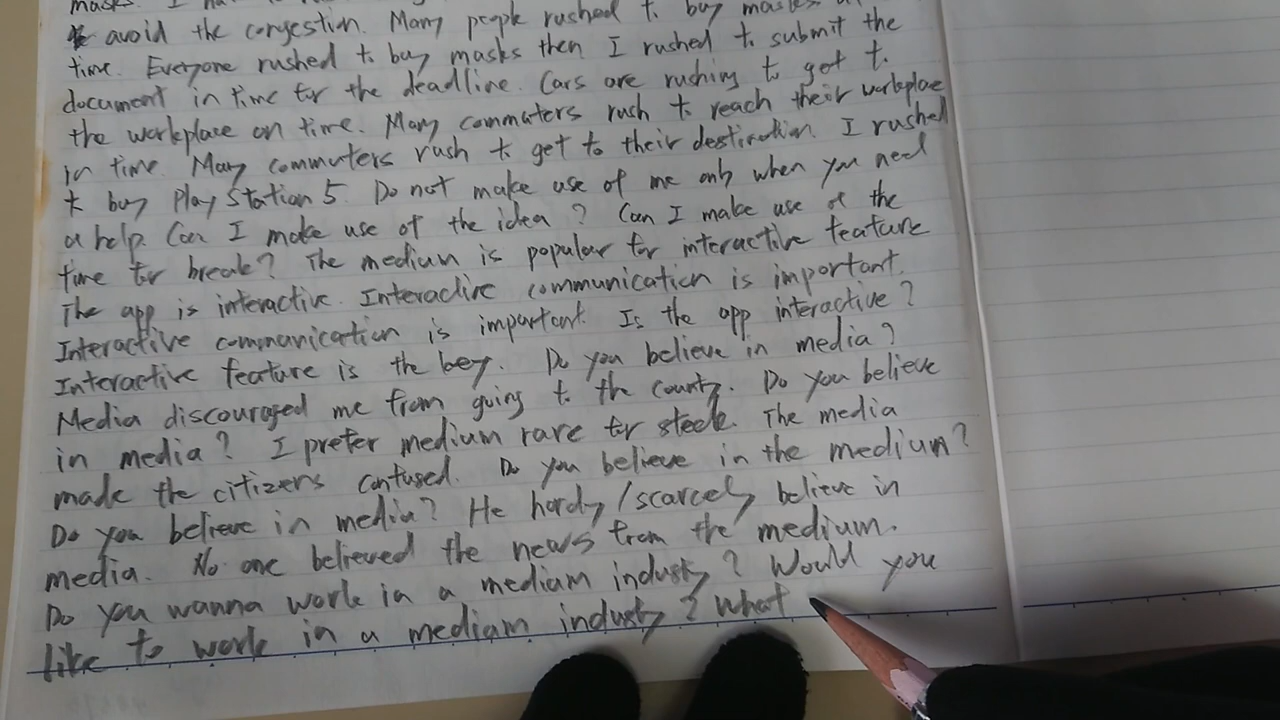 masks. I
avoid the congestion. Many people rushed to buy masks
time. Everyone rushed to buy masks then I rushed to submit the
document in time for the deadline. Cars are rushing to get to
the workplace on time. Many commuters rush to reach their workplace
in time. Many commuters rush to get to their destination. I rushed
to buy PlayStation 5. Do not make use of me only when you need
a help. Can I make use of the idea? Can I make use of the
time for break? The medium is popular for interactive feature
The app is interactive. Interactive communication is important.
Interactive communication is important. Is the app interactive?
Interactive feature is the key. Do you believe in media?
Media discouraged me from going to the country. Do you believe
in media? I prefer medium rare for steak. The media
made the citizens confused. Do you believe in the medium?
Do you believe in media? He hardly/scarcely believe in
media. No one believed the news from the medium.
Do you wanna work in a mediam industry? Would you
like to work in a mediam industry? What